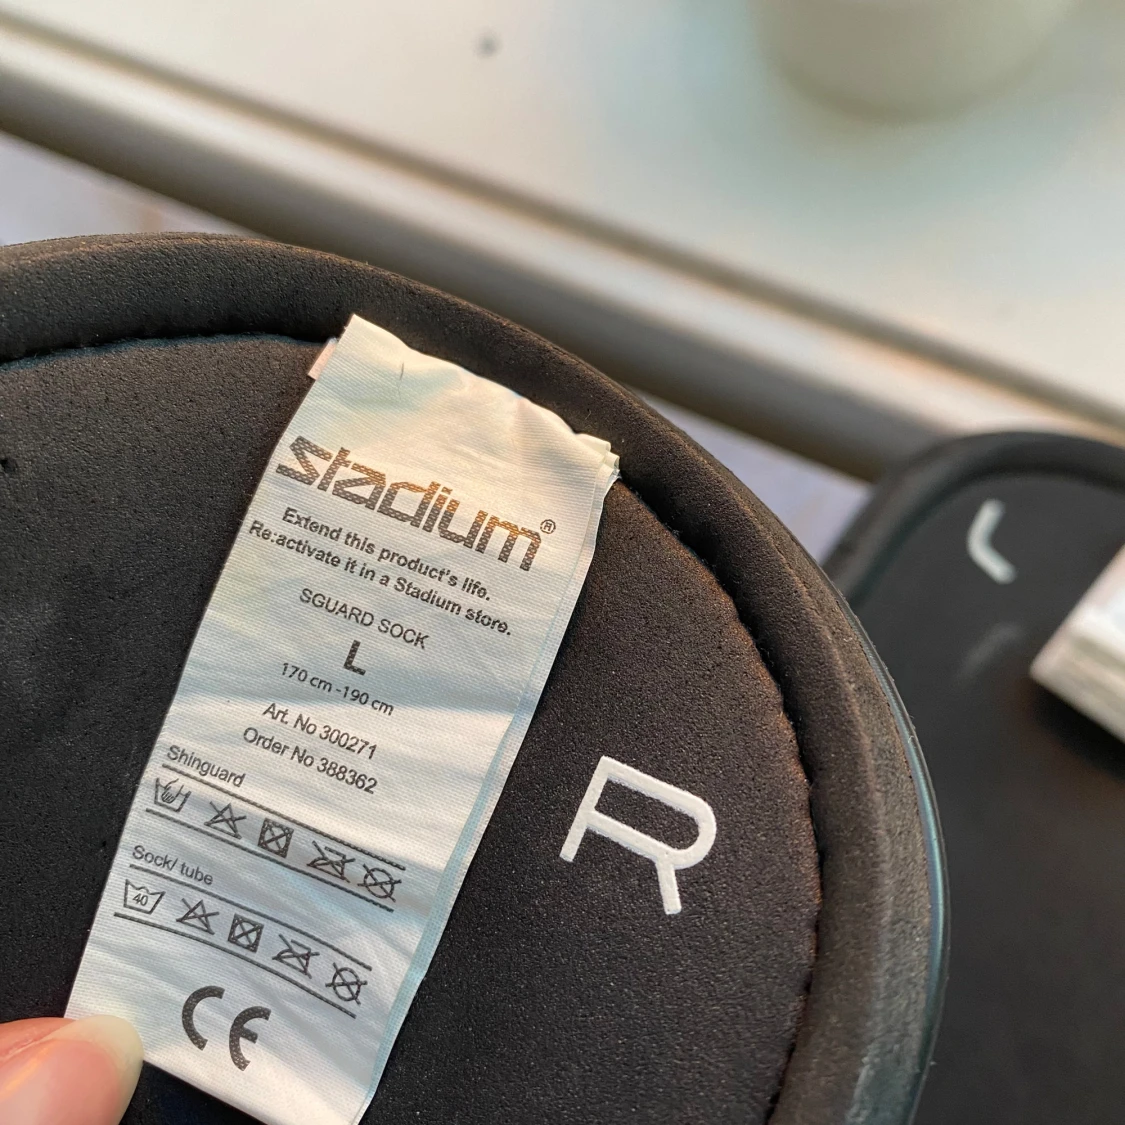 stadium®
Extend this product's life.
Re:activate it in a Stadium store.
SGUARD SOCK
L
170 cm -190 cm
Art. No 300271
Order No 388362
Shinguard
Sock/ tube
40
CE
R
L